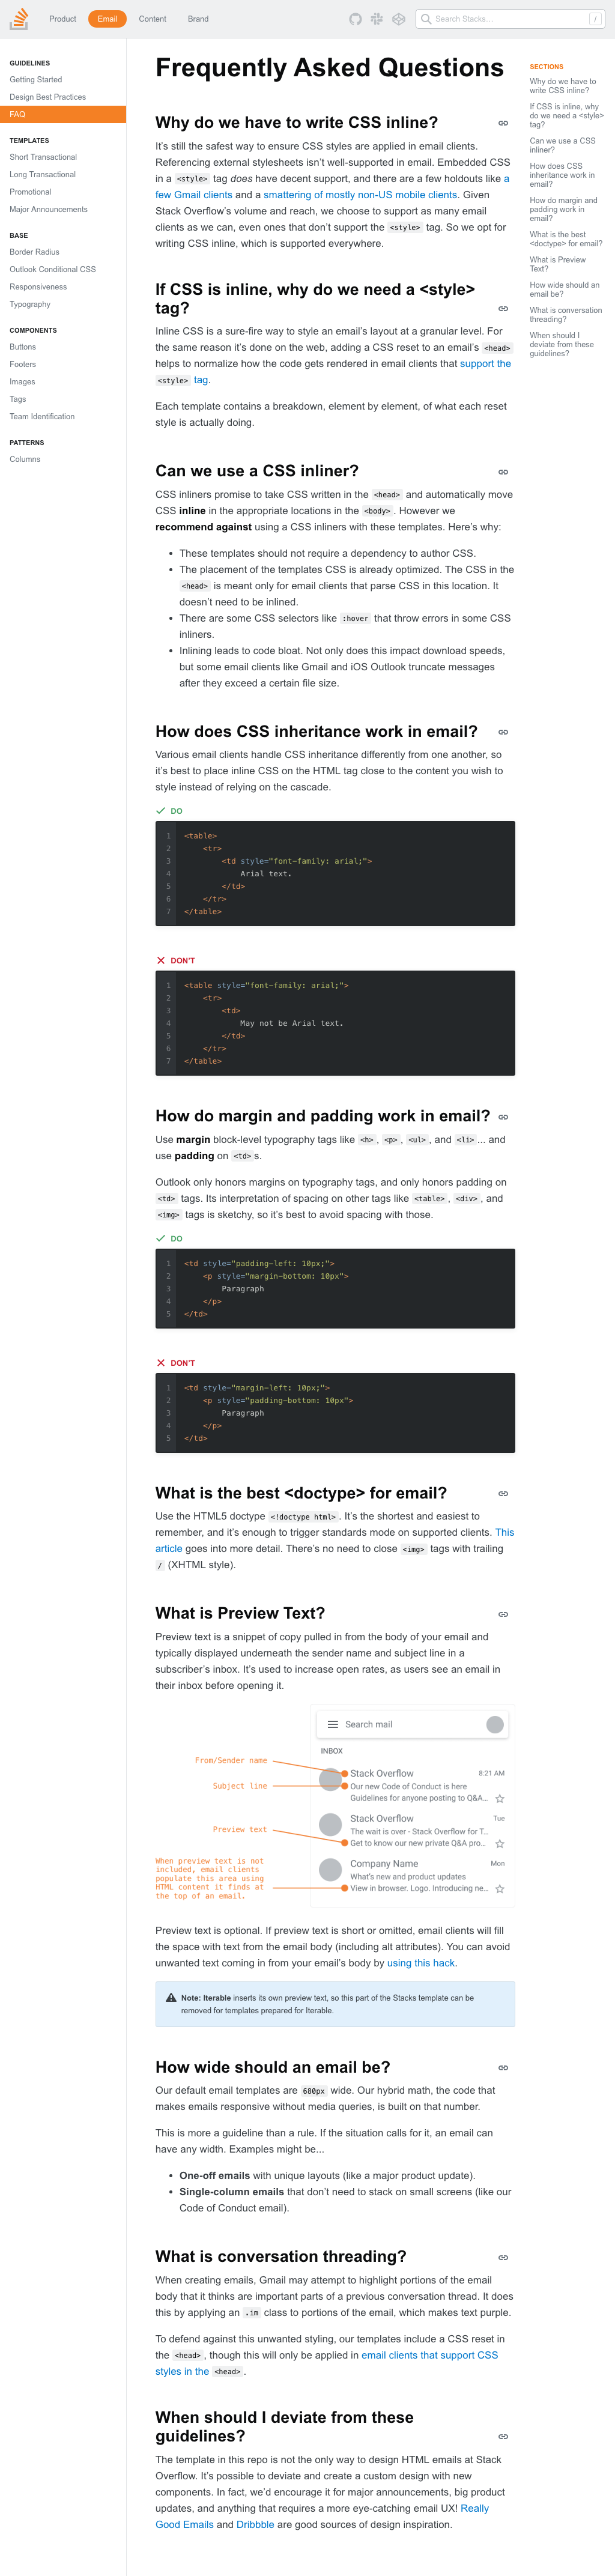 Product
Email
Content
Brand
Search Stacks…
/
GUIDELINES
Getting Started
Design Best Practices
FAQ
TEMPLATES
Short Transactional
Long Transactional
Promotional
Major Announcements
BASE
Border Radius
Outlook Conditional CSS
Responsiveness
Typography
COMPONENTS
Buttons
Footers
Images
Tags
Team Identification
PATTERNS
Columns
Frequently Asked Questions
Why do we have to write CSS inline?
It’s still the safest way to ensure CSS styles are applied in email clients.
Referencing external stylesheets isn’t well-supported in email. Embedded CSS
in a <style> tag does have decent support, and there are a few holdouts like a
few Gmail clients and a smattering of mostly non-US mobile clients. Given
Stack Overflow’s volume and reach, we choose to support as many email
clients as we can, even ones that don’t support the <style> tag. So we opt for
writing CSS inline, which is supported everywhere.
If CSS is inline, why do we need a <style>
tag?
Inline CSS is a sure-fire way to style an email’s layout at a granular level. For
the same reason it’s done on the web, adding a CSS reset to an email’s <head>
helps to normalize how the code gets rendered in email clients that support the
<style> tag.
Each template contains a breakdown, element by element, of what each reset
style is actually doing.
Can we use a CSS inliner?
CSS inliners promise to take CSS written in the <head> and automatically move
CSS inline in the appropriate locations in the <body>. However we
recommend against using a CSS inliners with these templates. Here’s why:
• These templates should not require a dependency to author CSS.
• The placement of the templates CSS is already optimized. The CSS in the
<head> is meant only for email clients that parse CSS in this location. It
doesn’t need to be inlined.
• There are some CSS selectors like :hover that throw errors in some CSS
inliners.
• Inlining leads to code bloat. Not only does this impact download speeds,
but some email clients like Gmail and iOS Outlook truncate messages
after they exceed a certain file size.
How does CSS inheritance work in email?
Various email clients handle CSS inheritance differently from one another, so
it’s best to place inline CSS on the HTML tag close to the content you wish to
style instead of relying on the cascade.
DO
1 <table>
2 <tr>
3 <td style="font-family: arial;">
4 Arial text.
5 </td>
6 </tr>
7 </table>
DON’T
1 <table style="font-family: arial;">
2 <tr>
3 <td>
4 May not be Arial text.
5 </td>
6 </tr>
7 </table>
How do margin and padding work in email?
Use margin block-level typography tags like <h>, <p>, <ul>, and <li>… and
use padding on <td>s.
Outlook only honors margins on typography tags, and only honors padding on
<td> tags. Its interpretation of spacing on other tags like <table>, <div>, and
<img> tags is sketchy, so it’s best to avoid spacing with those.
DO
1 <td style="padding-left: 10px;">
2 <p style="margin-bottom: 10px">
3 Paragraph
4 </p>
5 </td>
DON’T
1 <td style="margin-left: 10px;">
2 <p style="padding-bottom: 10px">
3 Paragraph
4 </p>
5 </td>
What is the best <doctype> for email?
Use the HTML5 doctype <!doctype html>. It’s the shortest and easiest to
remember, and it’s enough to trigger standards mode on supported clients. This
article goes into more detail. There’s no need to close <img> tags with trailing
/ (XHTML style).
What is Preview Text?
Preview text is a snippet of copy pulled in from the body of your email and
typically displayed underneath the sender name and subject line in a
subscriber’s inbox. It’s used to increase open rates, as users see an email in
their inbox before opening it.
Search mail
INBOX
From/Sender name
Subject line
Preview text
When preview text is not
included, email clients
populate this area using
HTML content it finds at
the top of an email.
Stack Overflow 8:21 AM
Our new Code of Conduct is here
Guidelines for anyone posting to Q&A...
Stack Overflow Tue
The wait is over - Stack Overflow for T...
Get to know our new private Q&A pro...
Company Name Mon
What’s new and product updates
View in browser. Logo. Introducing ne...
Preview text is optional. If preview text is short or omitted, email clients will fill
the space with text from the email body (including alt attributes). You can avoid
unwanted text coming in from your email’s body by using this hack.
Note: Iterable inserts its own preview text, so this part of the Stacks template can be
removed for templates prepared for Iterable.
How wide should an email be?
Our default email templates are 680px wide. Our hybrid math, the code that
makes emails responsive without media queries, is built on that number.
This is more a guideline than a rule. If the situation calls for it, an email can
have any width. Examples might be…
• One-off emails with unique layouts (like a major product update).
• Single-column emails that don’t need to stack on small screens (like our
Code of Conduct email).
What is conversation threading?
When creating emails, Gmail may attempt to highlight portions of the email
body that it thinks are important parts of a previous conversation thread. It does
this by applying an .im class to portions of the email, which makes text purple.
To defend against this unwanted styling, our templates include a CSS reset in
the <head>, though this will only be applied in email clients that support CSS
styles in the <head>.
When should I deviate from these
guidelines?
The template in this repo is not the only way to design HTML emails at Stack
Overflow. It’s possible to deviate and create a custom design with new
components. In fact, we’d encourage it for major announcements, big product
updates, and anything that requires a more eye-catching email UX! Really
Good Emails and Dribbble are good sources of design inspiration.
SECTIONS
Why do we have to
write CSS inline?
If CSS is inline, why
do we need a <style>
tag?
Can we use a CSS
inliner?
How does CSS
inheritance work in
email?
How do margin and
padding work in
email?
What is the best
<doctype> for email?
What is Preview
Text?
How wide should an
email be?
What is conversation
threading?
When should I
deviate from these
guidelines?